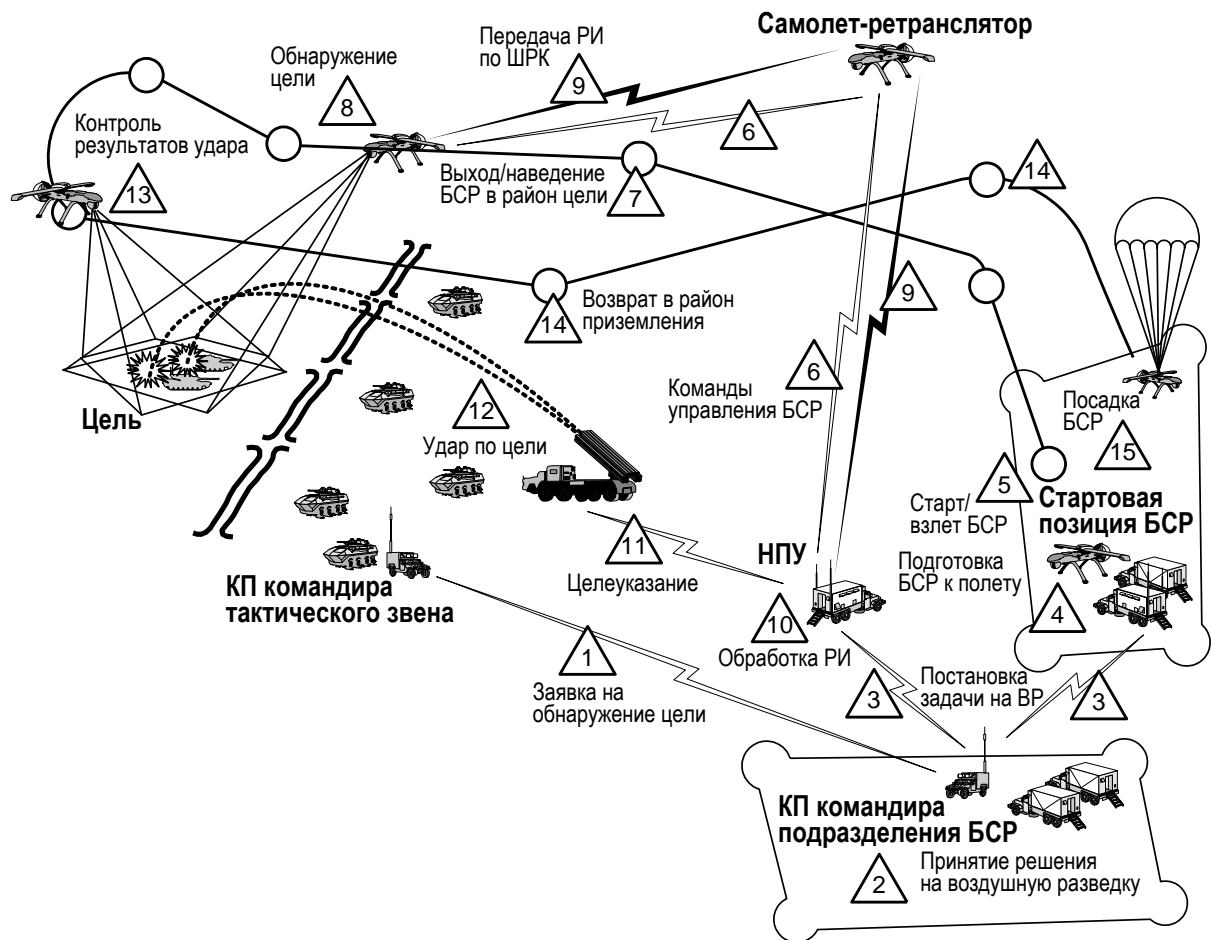 Самолет-ретранслятор
Обнаружение
цели
8
Передача РИ
по ШРК
9
6
Контроль
результатов удара
13
Выход/наведение
БСР в район цели
7
14
9
14
Возврат в район
приземления
6
Команды
управления БСР
Цель
12
Удар по цели
Посадка
БСР
15
5
Старт/
взлет БСР
Стартовая
позиция БСР
11
Целеуказание
НПУ
Подготовка
БСР к полету
4
КП командира
тактического звена
10
Обработка РИ
1
Заявка на
обнаружение цели
3
Постановка
задачи на ВР
3
КП командира
подразделения БСР
2
Принятие решения
на воздушную разведку